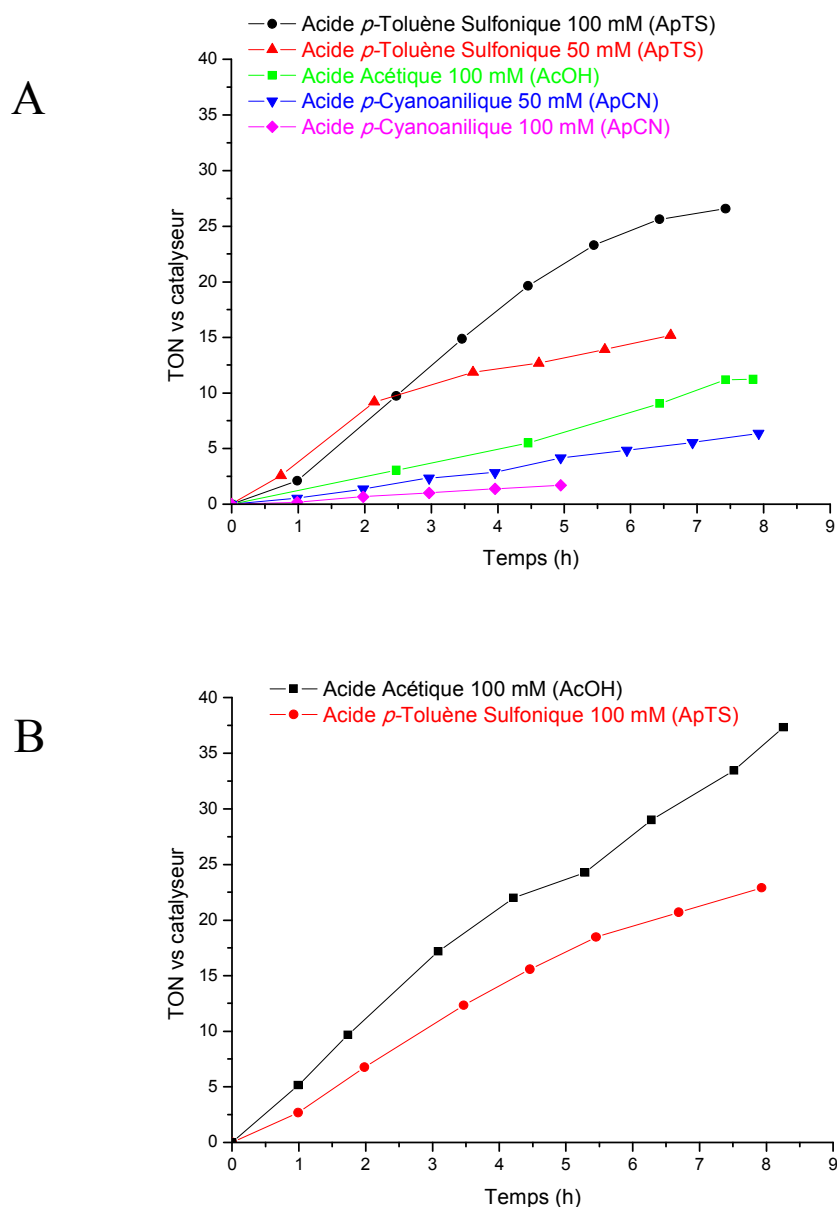 A
Acide p-Toluène Sulfonique 100 mM (ApTS)
Acide p-Toluène Sulfonique 50 mM (ApTS)
Acide Acétique 100 mM (AcOH)
Acide p-Cyanoanilique 50 mM (ApCN)
Acide p-Cyanoanilique 100 mM (ApCN)
TON vs catalyseur
40
35
30
25
20
15
10
5
0
0 1 2 3 4 5 6 7 8 9
Temps (h)
B
Acide Acétique 100 mM (AcOH)
Acide p-Toluène Sulfonique 100 mM (ApTS)
TON vs catalyseur
40
35
30
25
20
15
10
5
0
0 1 2 3 4 5 6 7 8 9
Temps (h)